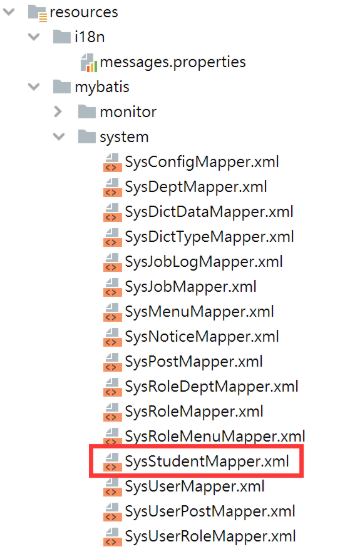 resources
i18n
messages.properties
mybatis
monitor
system
SysConfigMapper.xml
SysDeptMapper.xml
SysDictDataMapper.xml
SysDictTypeMapper.xml
SysJobLogMapper.xml
SysJobMapper.xml
SysMenuMapper.xml
SysNoticeMapper.xml
SysPostMapper.xml
SysRoleDeptMapper.xml
SysRoleMapper.xml
SysRoleMenuMapper.xml
SysStudentMapper.xml
SysUserMapper.xml
SysUserPostMapper.xml
SysUserRoleMapper.xml